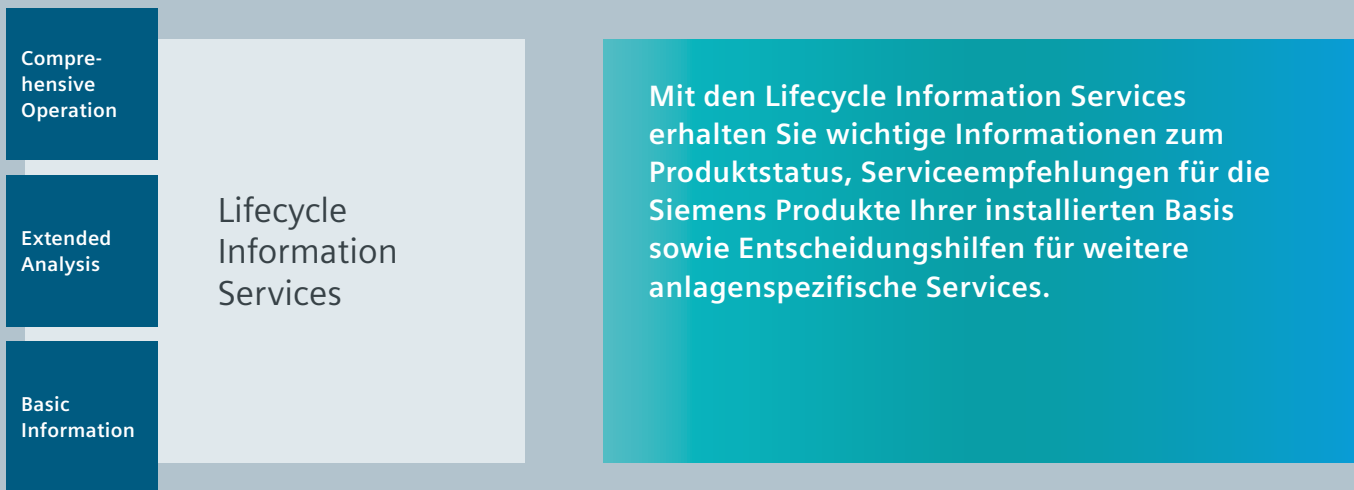 Compre-
hensive
Operation
Extended
Analysis
Basic
Information
Lifecycle
Information
Services
Mit den Lifecycle Information Services
erhalten Sie wichtige Informationen zum
Produktstatus, Serviceempfehlungen für die
Siemens Produkte Ihrer installierten Basis
sowie Entscheidungshilfen für weitere
anlagenspezifische Services.